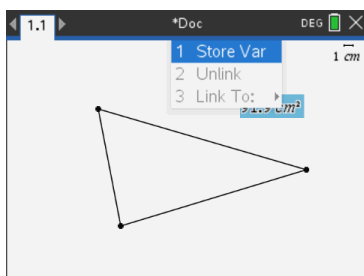 1.1 *Doc DEG
1 Store Var
1 cm
2 Unlink
3 Link To:
cm²